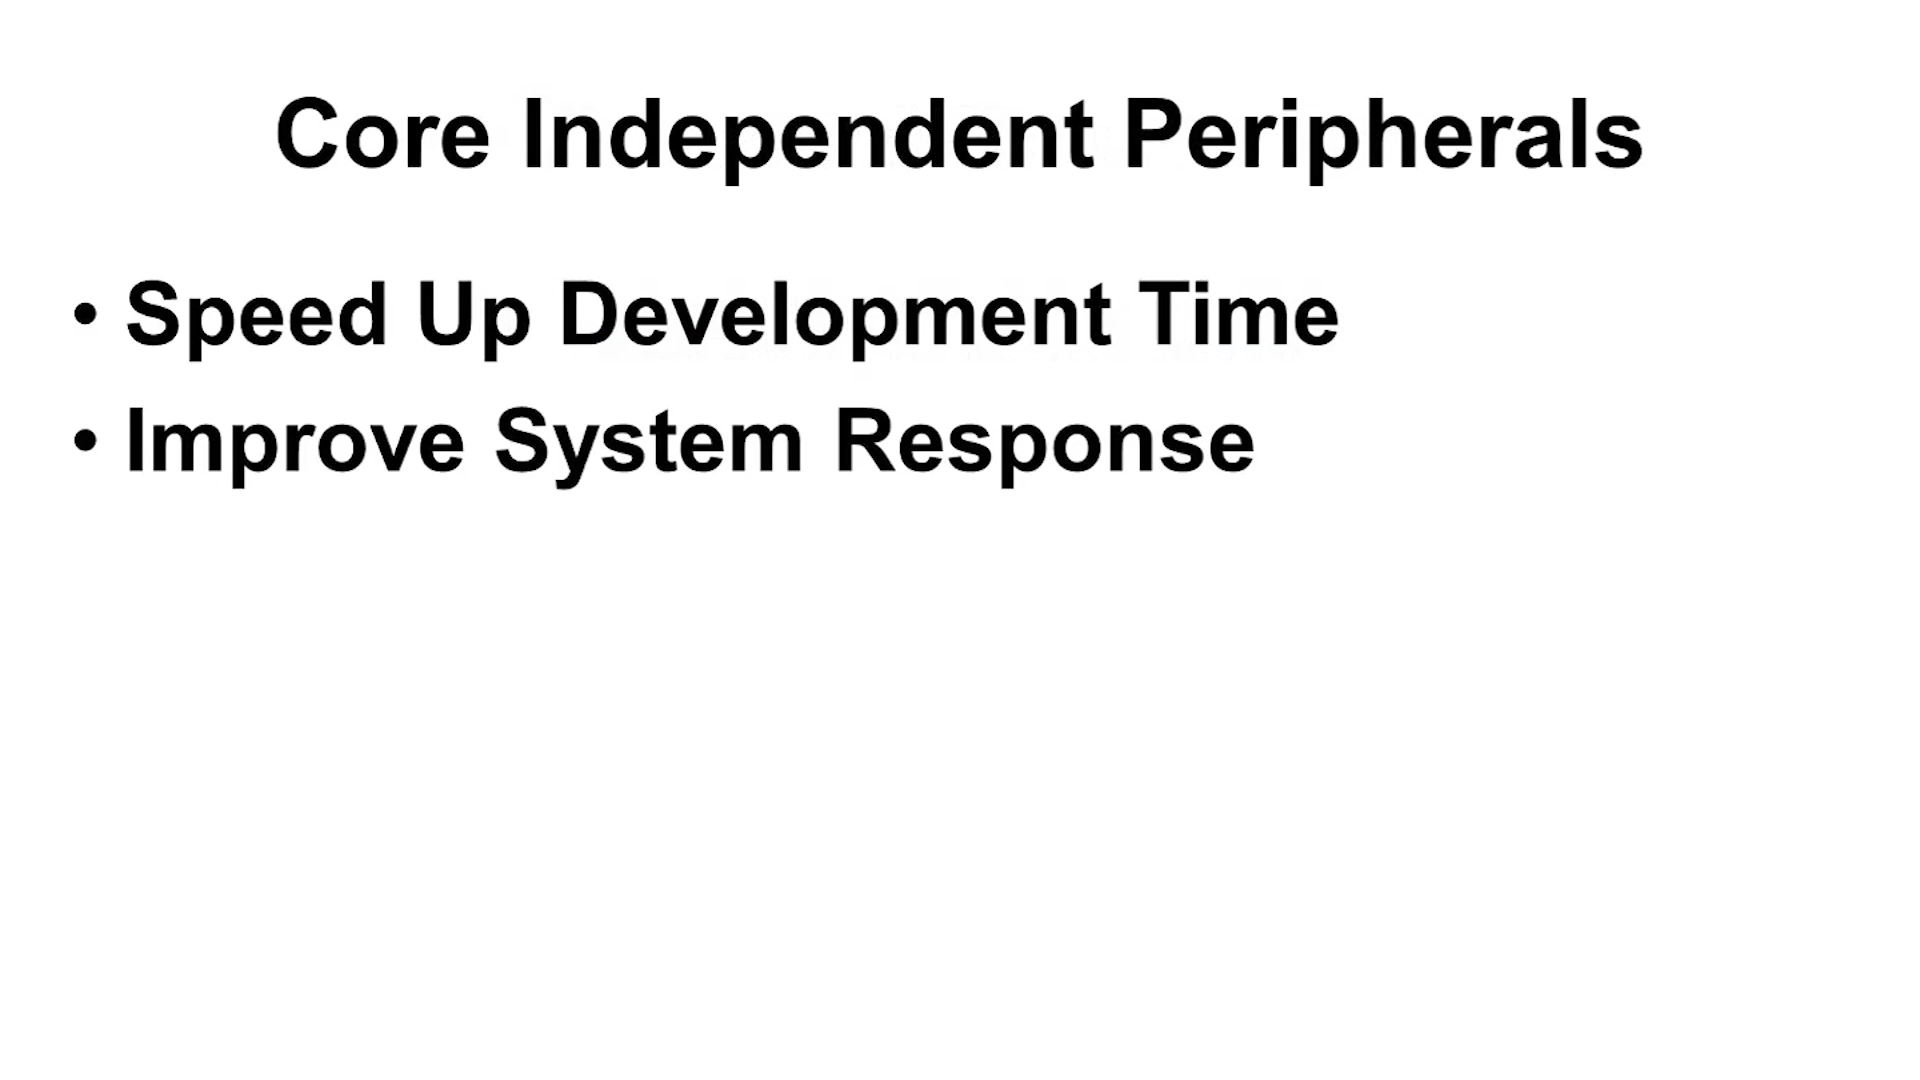 Core Independent Peripherals
• Speed Up Development Time
• Improve System Response